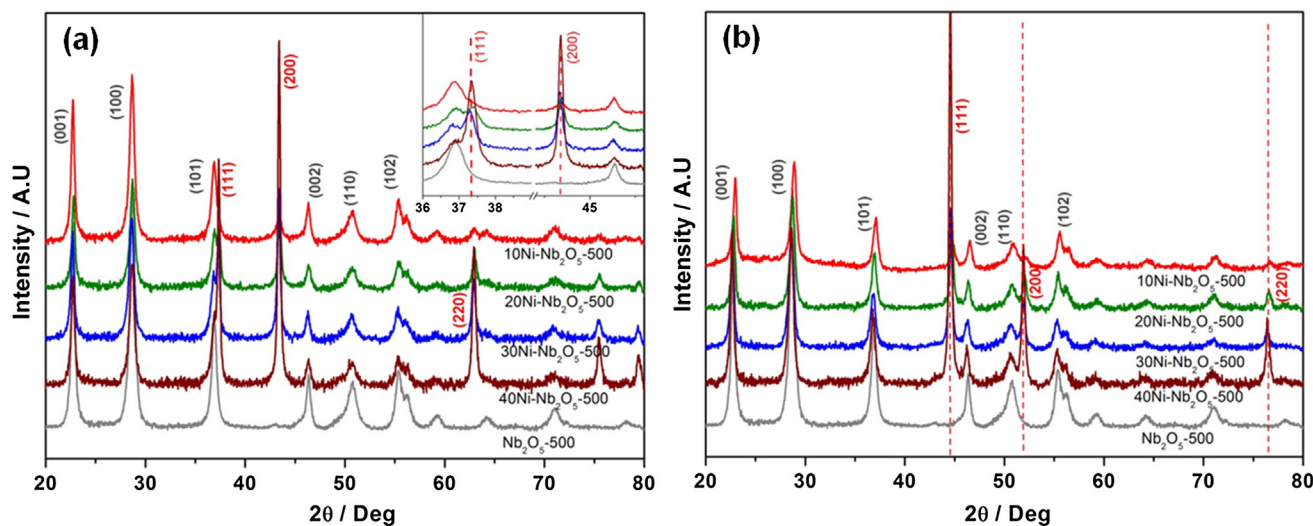 (a)
Intensity / A.U
(001)
(100)
(101)
(111)
(200)
(002)
(110)
(102)
(220)
(111)
(200)
36
37
38
45
10Ni-Nb₂O₅-500
20Ni-Nb₂O₅-500
30Ni-Nb₂O₅-500
40Ni-Nb₂O₅-500
Nb₂O₅-500
20
30
40
50
60
70
80
2θ / Deg
(b)
Intensity / A.U
(001)
(100)
(101)
(111)
(002)
(110)
(200)
(102)
(220)
10Ni-Nb₂O₅-500
20Ni-Nb₂O₅-500
30Ni-Nb₂O₅-500
40Ni-Nb₂O₅-500
Nb₂O₅-500
20
30
40
50
60
70
80
2θ / Deg